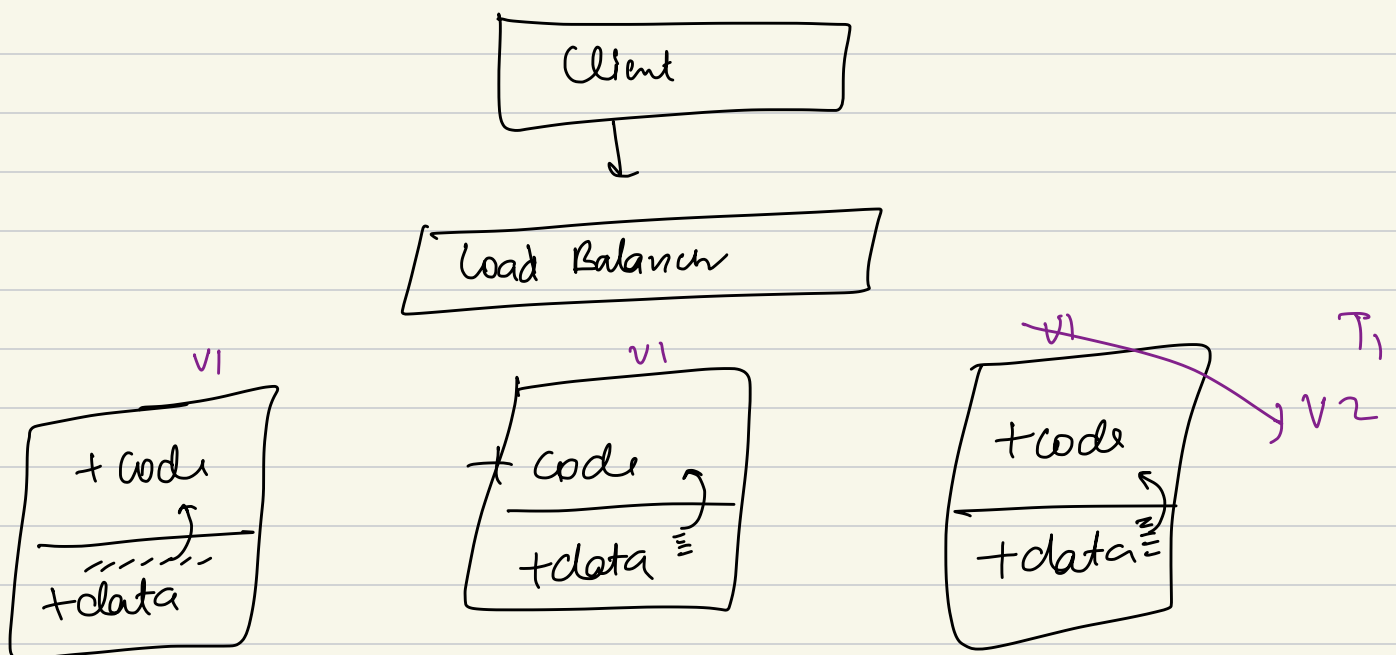 Client
Load Balancer
V1
V1
V1
T1
V2
+ code
+ code
+code
+data
+data
+data